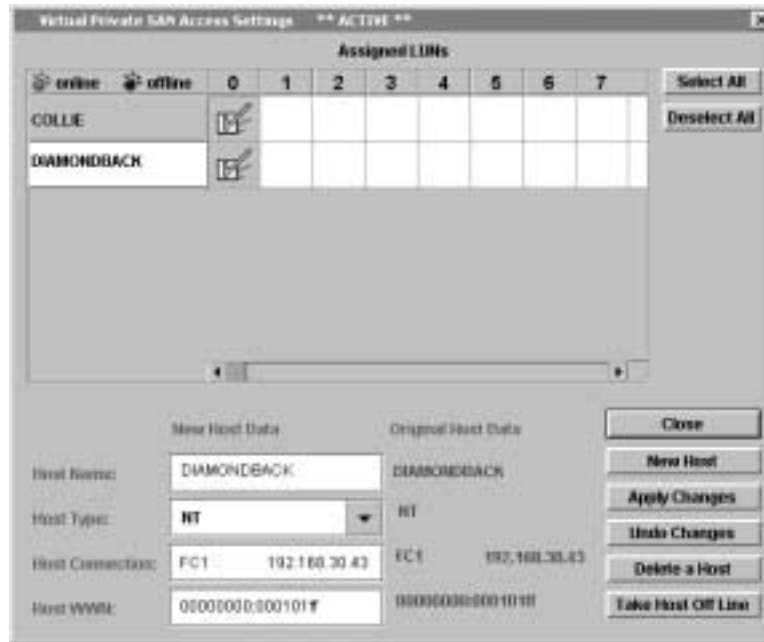 Virtual Private SAN Access Settings ** ACTIVE **
Assigned LUNs
online offline 0 1 2 3 4 5 6 7
Select All
COLLIE
Deselect All
DIAMONDBACK
New Host Data Original Host Data
Close
Host Name: DIAMONDBACK DIAMONDBACK
New Host
Host Type: NT NT
Apply Changes
Undo Changes
Host Connection: FC1 192.168.30.43 FC1 192.168.30.43
Delete a Host
Host WWN: 00000000:000101ff 00000000:000101ff
Take Host Off Line